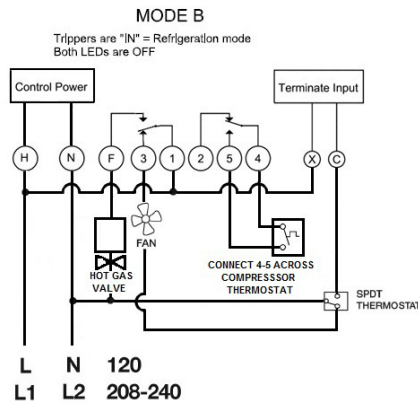 MODE B
Trippers are "IN" = Refrigeration mode
Both LEDs are OFF
Control Power
Terminate Input
H N F 3 1 2 5 4 X C
FAN
HOT GAS
VALVE
CONNECT 4-5 ACROSS
COMPRESSSOR
THERMOSTAT
SPDT
THERMOSTAT
L N 120
L1 L2 208-240